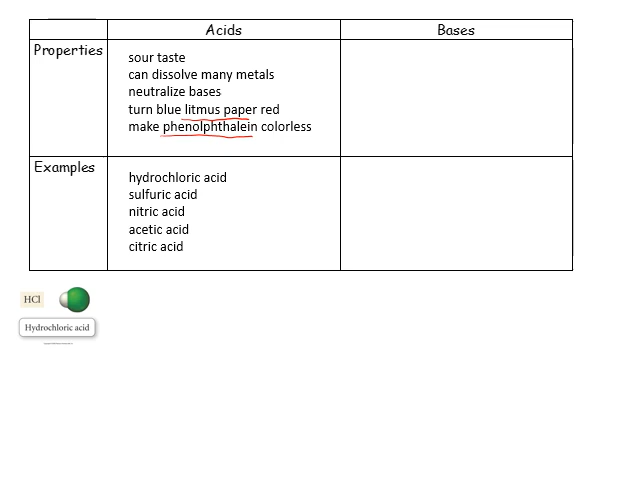 Acids Bases
Properties
sour taste
can dissolve many metals
neutralize bases
turn blue litmus paper red
make phenolphthalein colorless
Examples
hydrochloric acid
sulfuric acid
nitric acid
acetic acid
citric acid
HCl
Hydrochloric acid